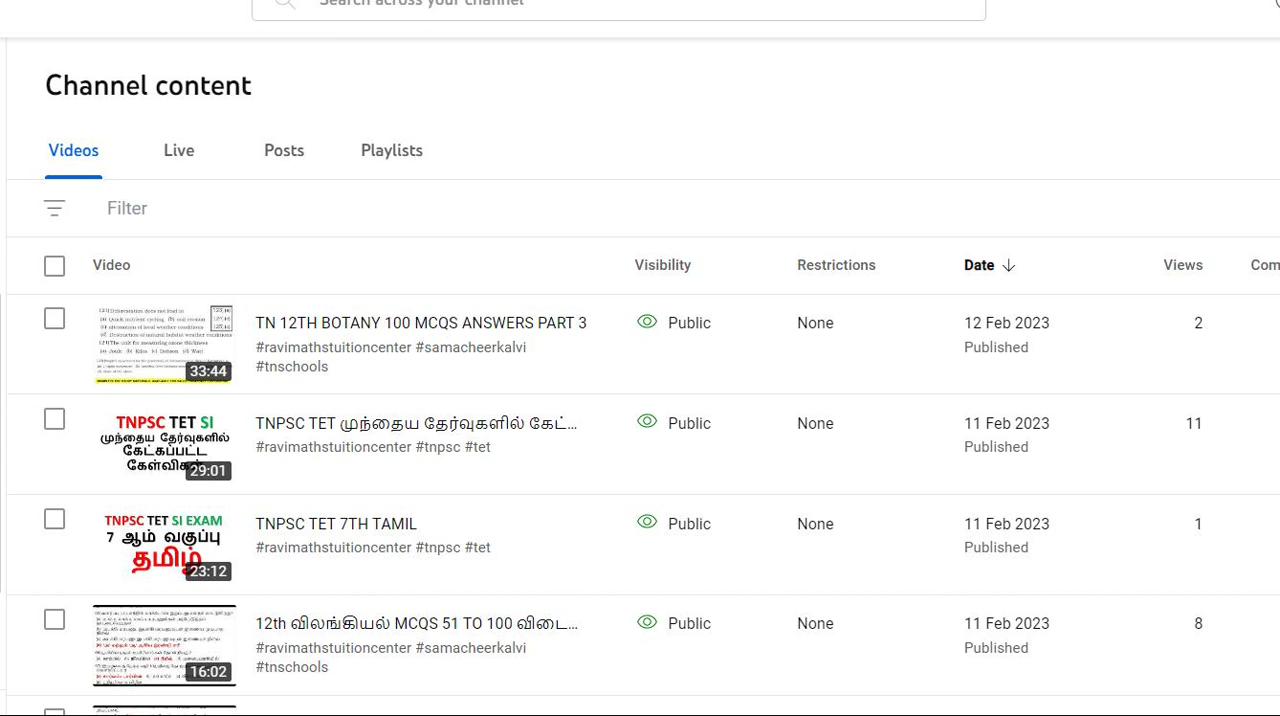 Search across your channel
Channel content
Videos Live Posts Playlists
Filter
Video Visibility Restrictions Date Views
33:44
TN 12TH BOTANY 100 MCQS ANSWERS PART 3
#ravimathstuitioncenter #samacheerkalvi
#tnschools
Public None 12 Feb 2023 2
Published
TNPSC TET SI
முந்தைய தேர்வுகளில்
கேட்கப்பட்ட
29:01
TNPSC TET முந்தைய தேர்வுகளில் கேட்...
#ravimathstuitioncenter #tnpsc #tet
Public None 11 Feb 2023 11
Published
TNPSC TET SI EXAM
7 ஆம் வகுப்பு
தமிழ்
23:12
TNPSC TET 7TH TAMIL
#ravimathstuitioncenter #tnpsc #tet
Public None 11 Feb 2023 1
Published
16:02
12th விலங்கியல் MCQS 51 TO 100 விடை...
#ravimathstuitioncenter #samacheerkalvi
#tnschools
Public None 11 Feb 2023 8
Published